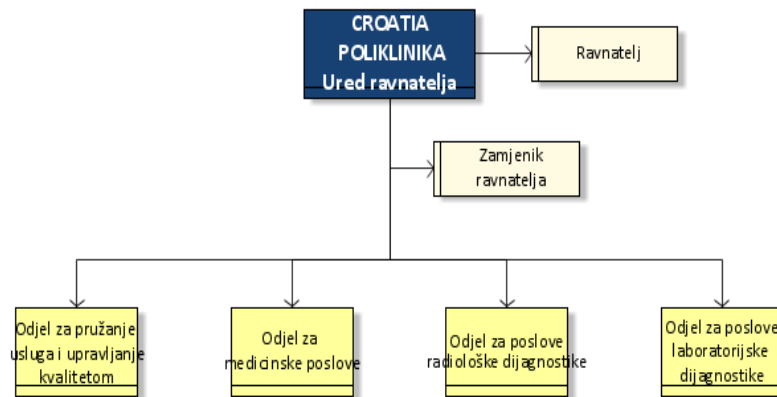 CROATIA
POLIKLINIKA
Ured ravnatelja
Ravnatelj
Zamjenik
ravnatelja
Odjel za pružanje
usluga i upravljanje
kvalitetom
Odjel za
medicinske poslove
Odjel za poslove
radiološke dijagnostike
Odjel za poslove
laboratorijske
dijagnostike